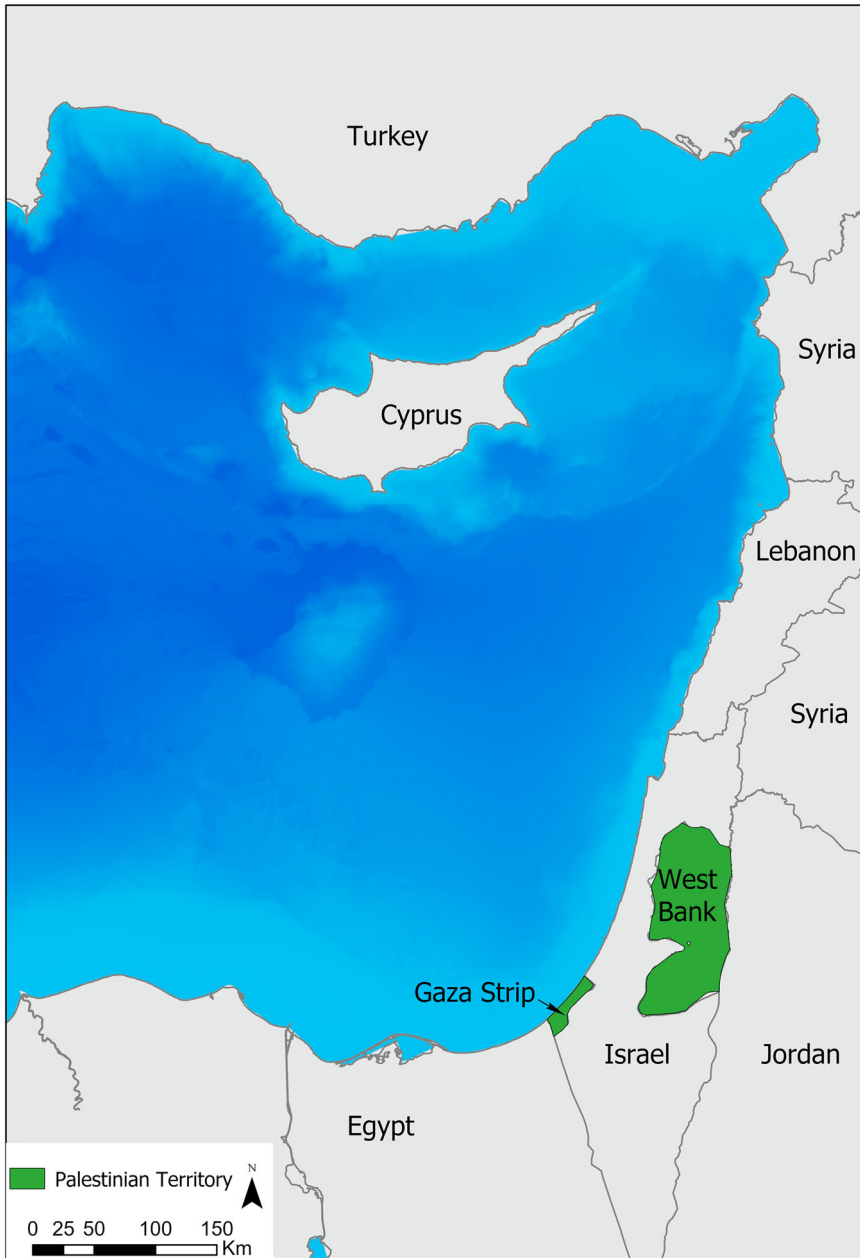 Turkey
Syria
Cyprus
Lebanon
Syria
West
Bank
Gaza Strip
Israel
Jordan
Egypt
N
Palestinian Territory
0 25 50 100 150
Km